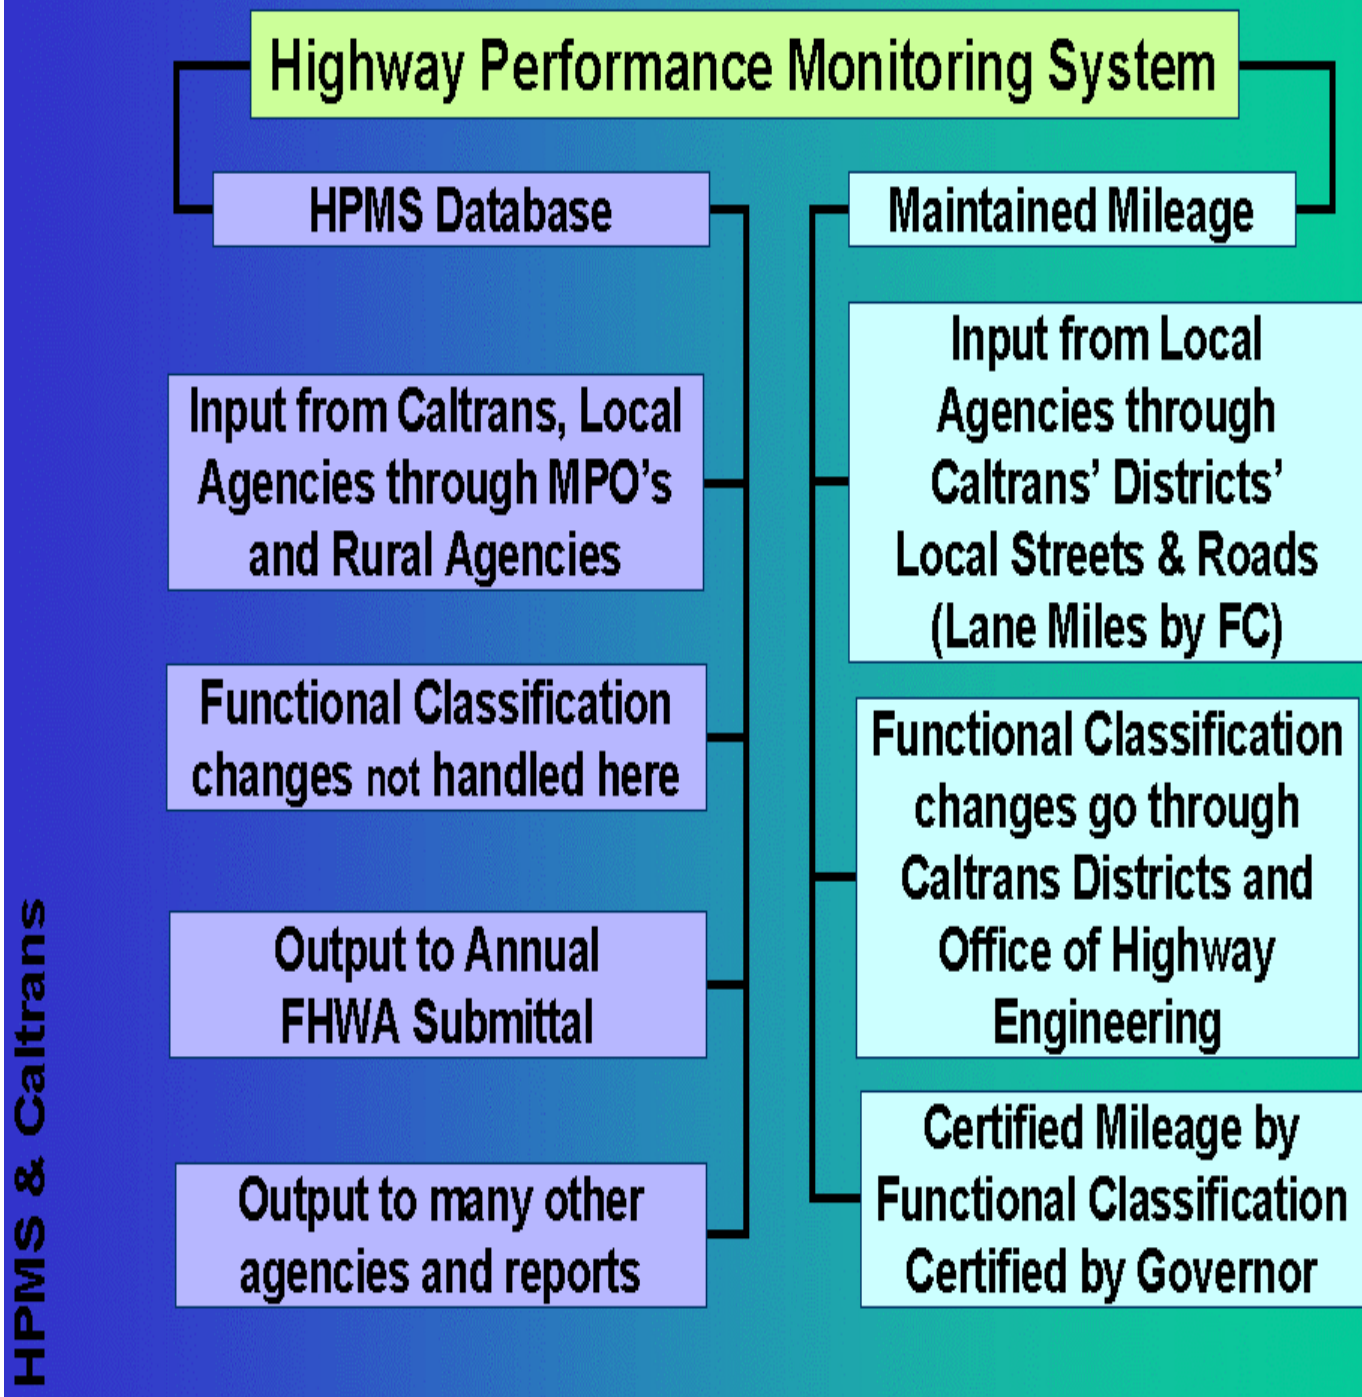 Highway Performance Monitoring System
HPMS Database
Input from Caltrans, Local
Agencies through MPO's
and Rural Agencies
Functional Classification
changes not handled here
Output to Annual
FHWA Submittal
Output to many other
agencies and reports
Maintained Mileage
Input from Local
Agencies through
Caltrans' Districts'
Local Streets & Roads
(Lane Miles by FC)
Functional Classification
changes go through
Caltrans Districts and
Office of Highway
Engineering
Certified Mileage by
Functional Classification
Certified by Governor
HPMS & Caltrans